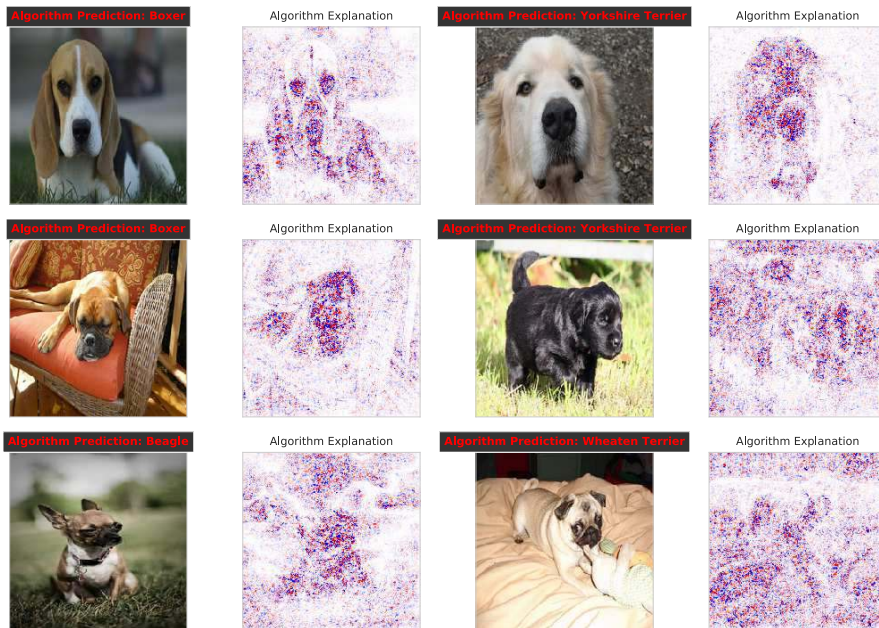 Algorithm Prediction: Boxer
Algorithm Explanation
Algorithm Prediction: Yorkshire Terrier
Algorithm Explanation
Algorithm Prediction: Boxer
Algorithm Explanation
Algorithm Prediction: Yorkshire Terrier
Algorithm Explanation
Algorithm Prediction: Beagle
Algorithm Explanation
Algorithm Prediction: Wheaten Terrier
Algorithm Explanation